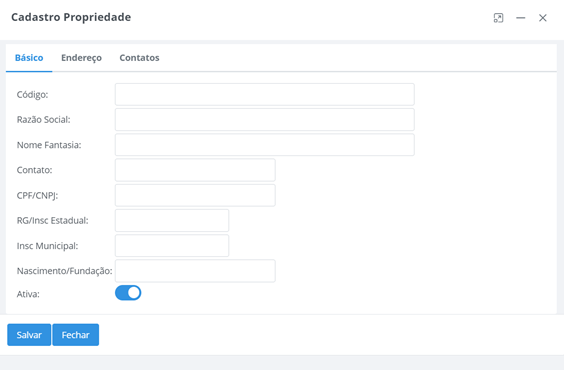 Cadastro Propriedade
Básico Endereço Contatos
Código:
Razão Social:
Nome Fantasia:
Contato:
CPF/CNPJ:
RG/Insc Estadual:
Insc Municipal:
Nascimento/Fundação:
Ativa:
Salvar Fechar